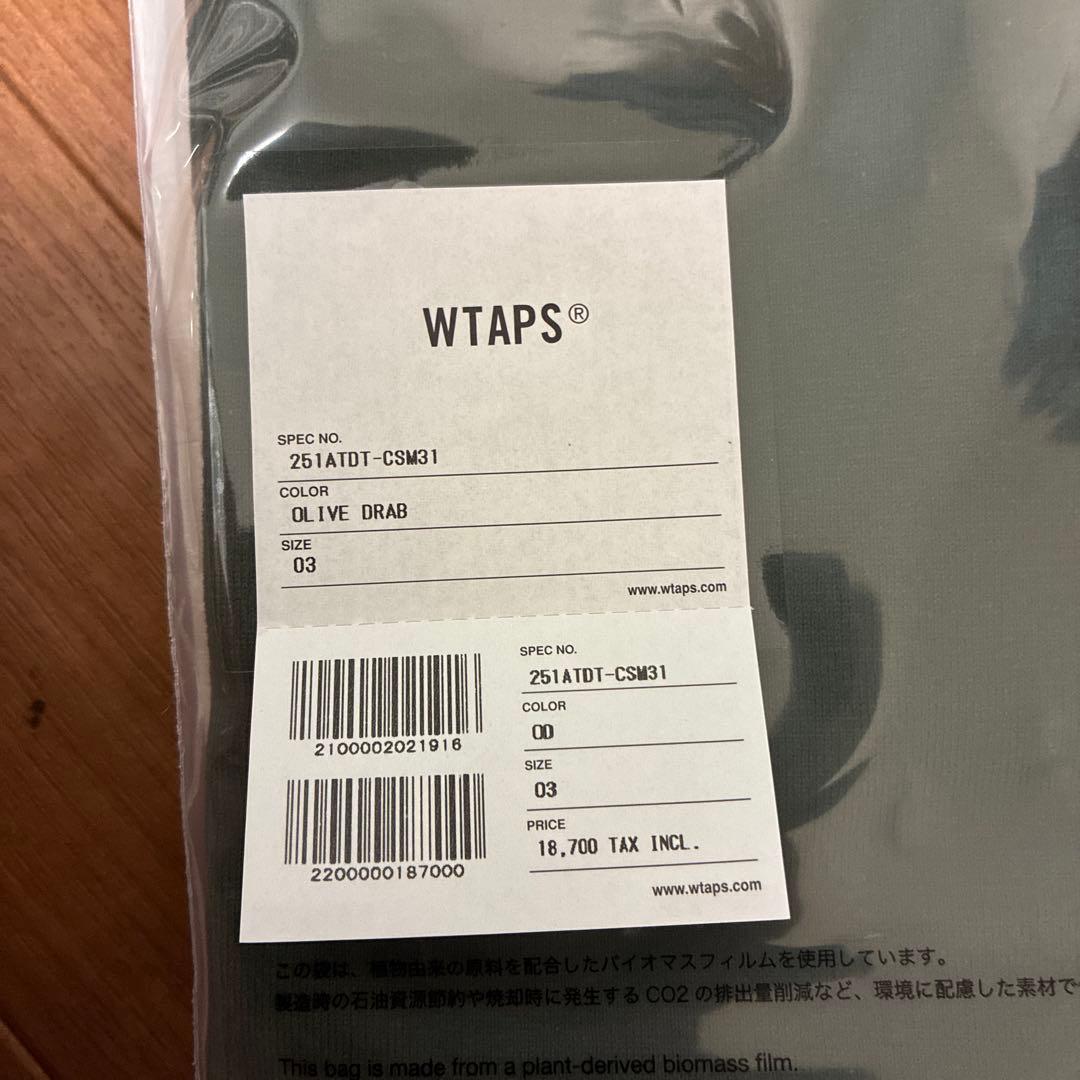 WTAPS®
SPEC NO.
251ATDT-CSM31
COLOR
OLIVE DRAB
SIZE
03
www.wtaps.com
2100002021916
2200000187000
SPEC NO.
251ATDT-CSM31
COLOR
OD
SIZE
03
PRICE
18,700 TAX INCL.
www.wtaps.com
この袋は、植物由来の原料を配合したバイオマスフィルムを使用しています。
製造時の石油資源節約や焼却時に発生するCO2の排出量削減など、環境に配慮した素材で
This bag is made from a plant-derived biomass film.